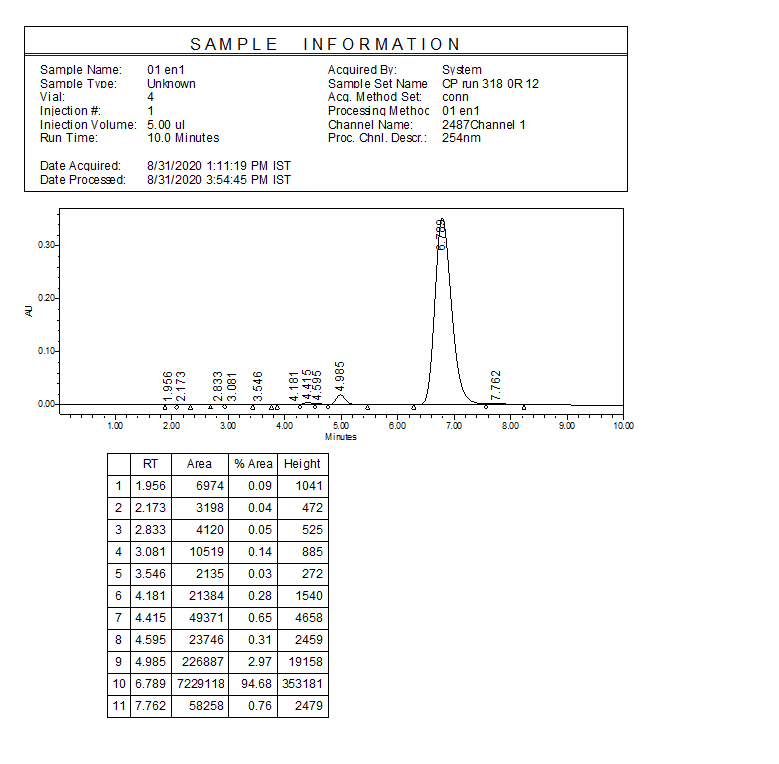 SAMPLE INFORMATION
Sample Name: 01 en1 Acquired By: System
Sample Type: Unknown Sample Set Name CP run 318 0R 12
Vial: 4 Acq. Method Set: conn
Injection #: 1 Processing Method 01 en1
Injection Volume: 5.00 ul Channel Name: 2487Channel 1
Run Time: 10.0 Minutes Proc. Chnl. Descr.: 254nm
Date Acquired: 8/31/2020 1:11:19 PM IST
Date Processed: 8/31/2020 3:54:45 PM IST
AU
0.30
0.20
0.10
0.00
1.956
2.173
2.833
3.081
3.546
4.181
4.415
4.595
4.985
6.789
7.762
1.00 2.00 3.00 4.00 5.00 6.00 7.00 8.00 9.00 10.00
Minutes
RT Area % Area Height
1 1.956 6974 0.09 1041
2 2.173 3198 0.04 472
3 2.833 4120 0.05 525
4 3.081 10519 0.14 885
5 3.546 2135 0.03 272
6 4.181 21384 0.28 1540
7 4.415 49371 0.65 4658
8 4.595 23746 0.31 2459
9 4.985 226887 2.97 19158
10 6.789 7229118 94.68 353181
11 7.762 58258 0.76 2479